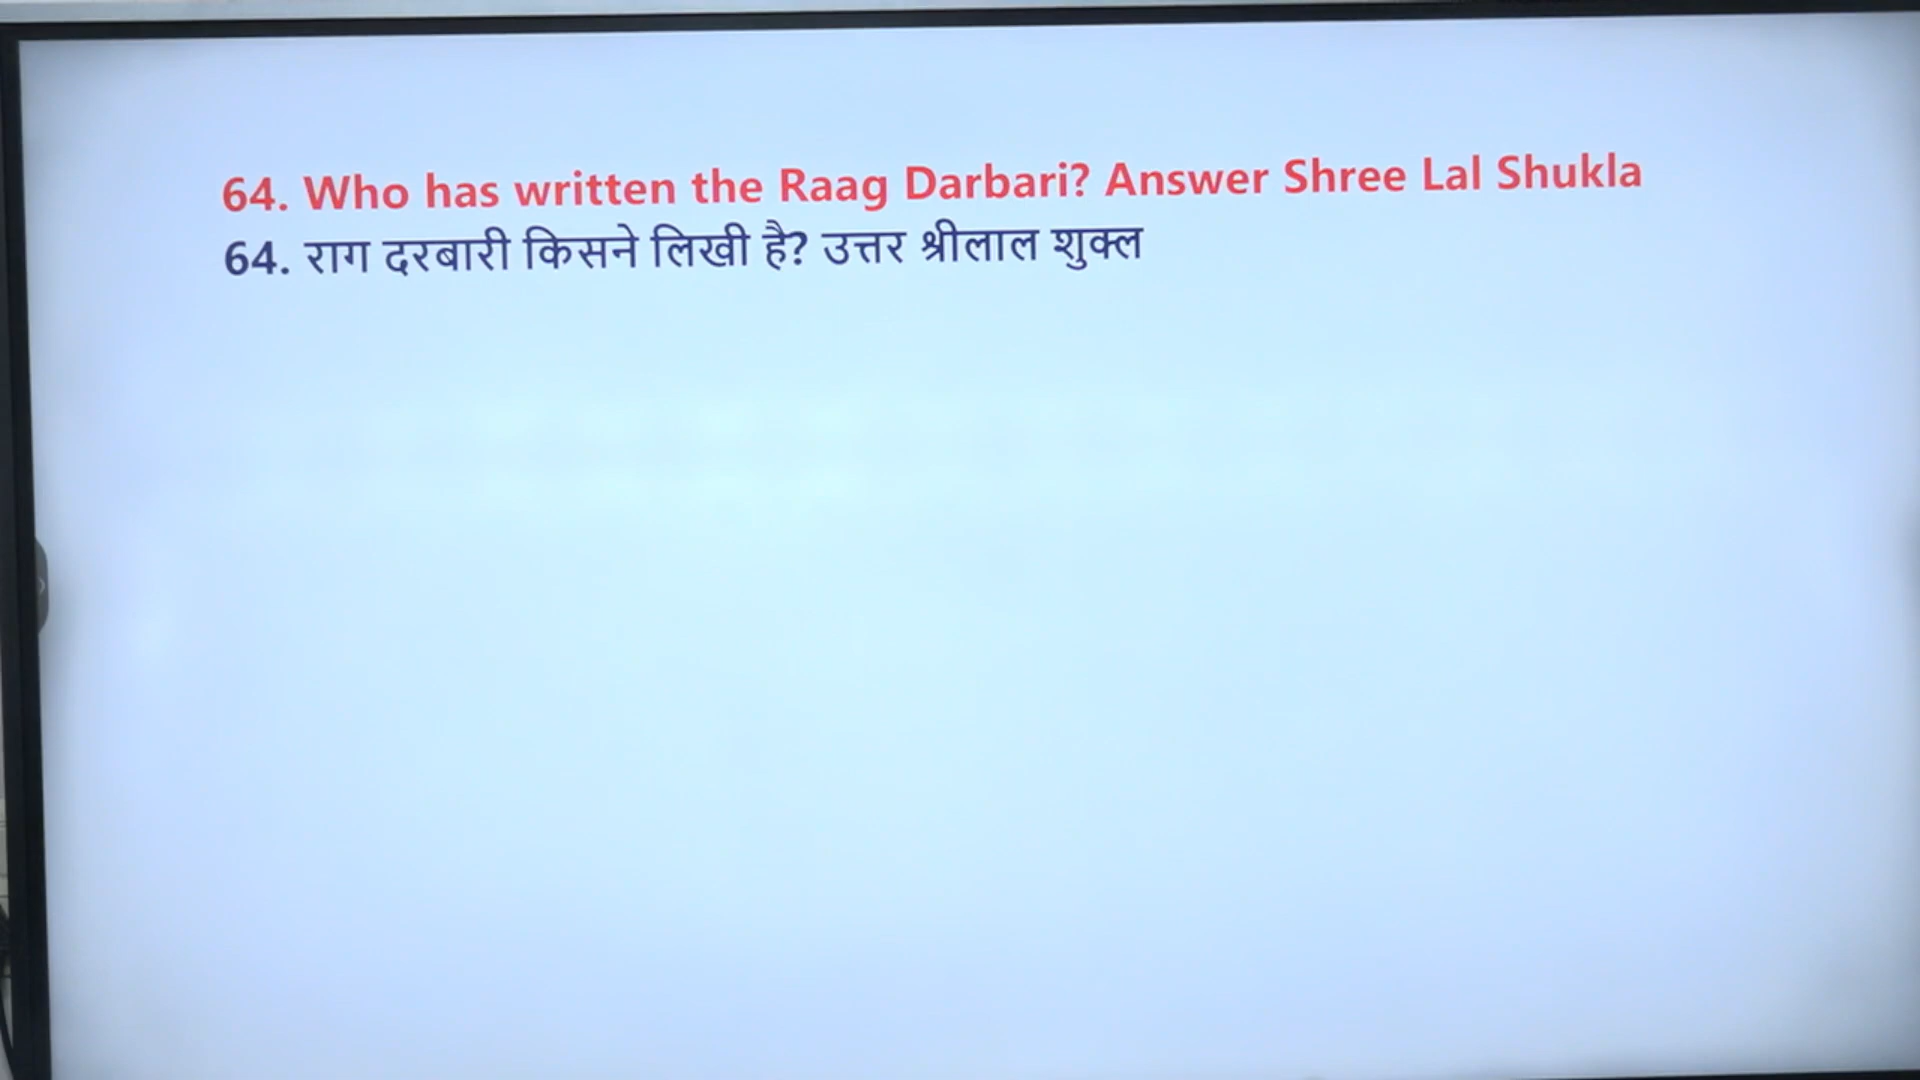 64. Who has written the Raag Darbari? Answer Shree Lal Shukla
64. राग दरबारी किसने लिखी है? उत्तर श्रीलाल शुक्ल